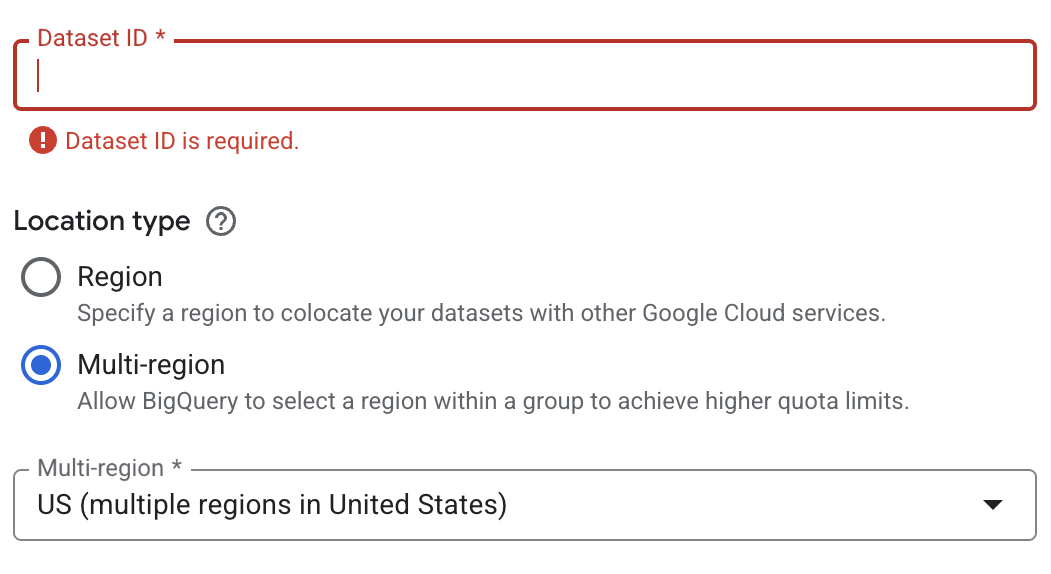 Dataset ID *
Dataset ID is required.
Location type
Region
Specify a region to colocate your datasets with other Google Cloud services.
Multi-region
Allow BigQuery to select a region within a group to achieve higher quota limits.
Multi-region *
US (multiple regions in United States)